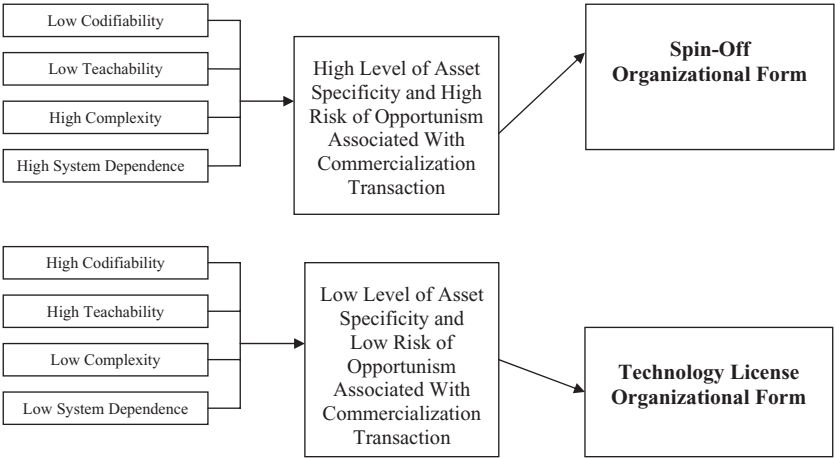 Low Codifiability
Low Teachability
High Complexity
High System Dependence
High Level of Asset
Specificity and High
Risk of Opportunism
Associated With
Commercialization
Transaction
Spin-Off
Organizational Form
High Codifiability
High Teachability
Low Complexity
Low System Dependence
Low Level of Asset
Specificity and
Low Risk of
Opportunism
Associated With
Commercialization
Transaction
Technology License
Organizational Form